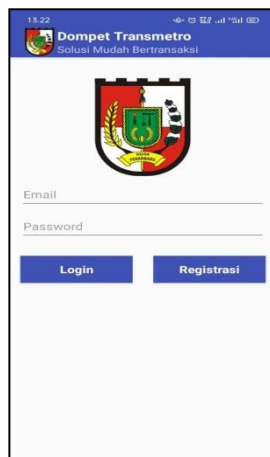 13.22
Dompet Transmetro
Solusi Mudah Bertransaksi
Email
Password
Login
Registrasi